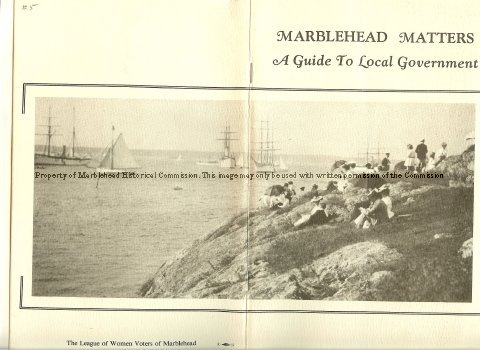 #5
MARBLEHEAD MATTERS
A Guide To Local Government
Property of Marblehead Historical Commission. This image may only be used with written permission of the Commission
The League of Women Voters of Marblehead